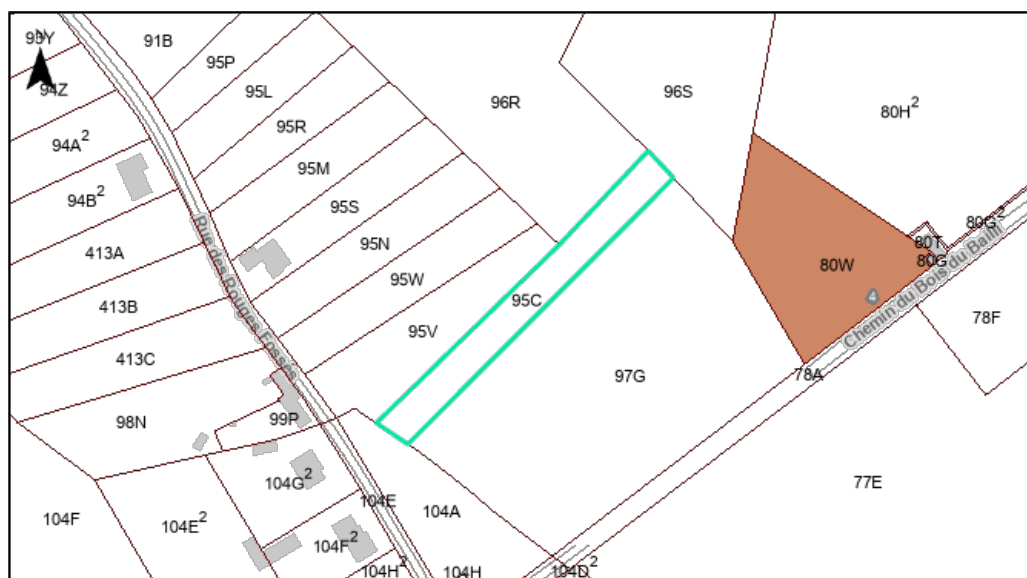 93Y
N
91B
95P
94Z
95L
96R
96S
80H²
95R
94A²
95M
94B²
95S
413A
95N
80G²
80T
80G
80W
95W
413B
Rue des Rouges Fossés
95C
95V
4
Chemin du Bois du Bailli
78F
413C
97G
78A
98N
99P
104G²
77E
104E
104A
104F
104E²
104F²
104H²
104H
104D²